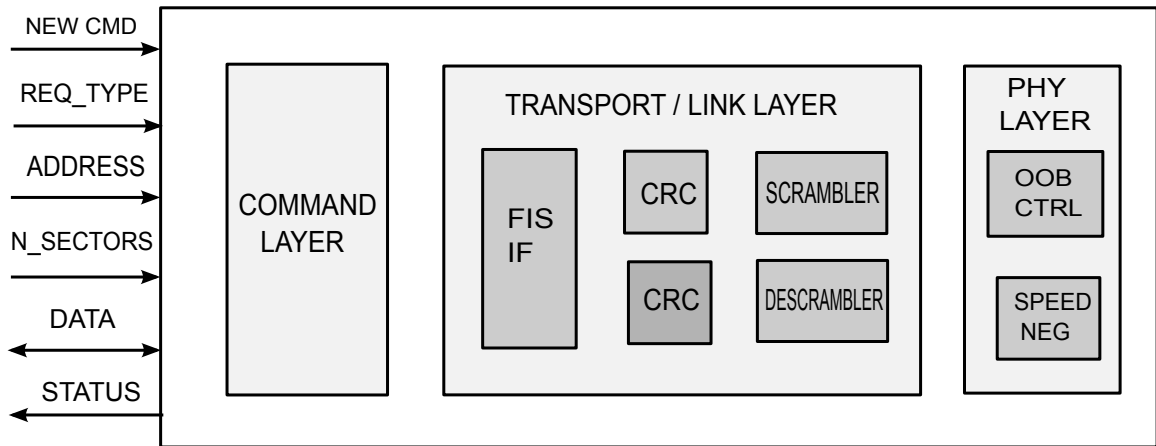 NEW CMD
REQ_TYPE
ADDRESS
N_SECTORS
DATA
STATUS
COMMAND
LAYER
TRANSPORT / LINK LAYER
FIS
IF
CRC
SCRAMBLER
CRC
DESCRAMBLER
PHY
LAYER
OOB
CTRL
SPEED
NEG